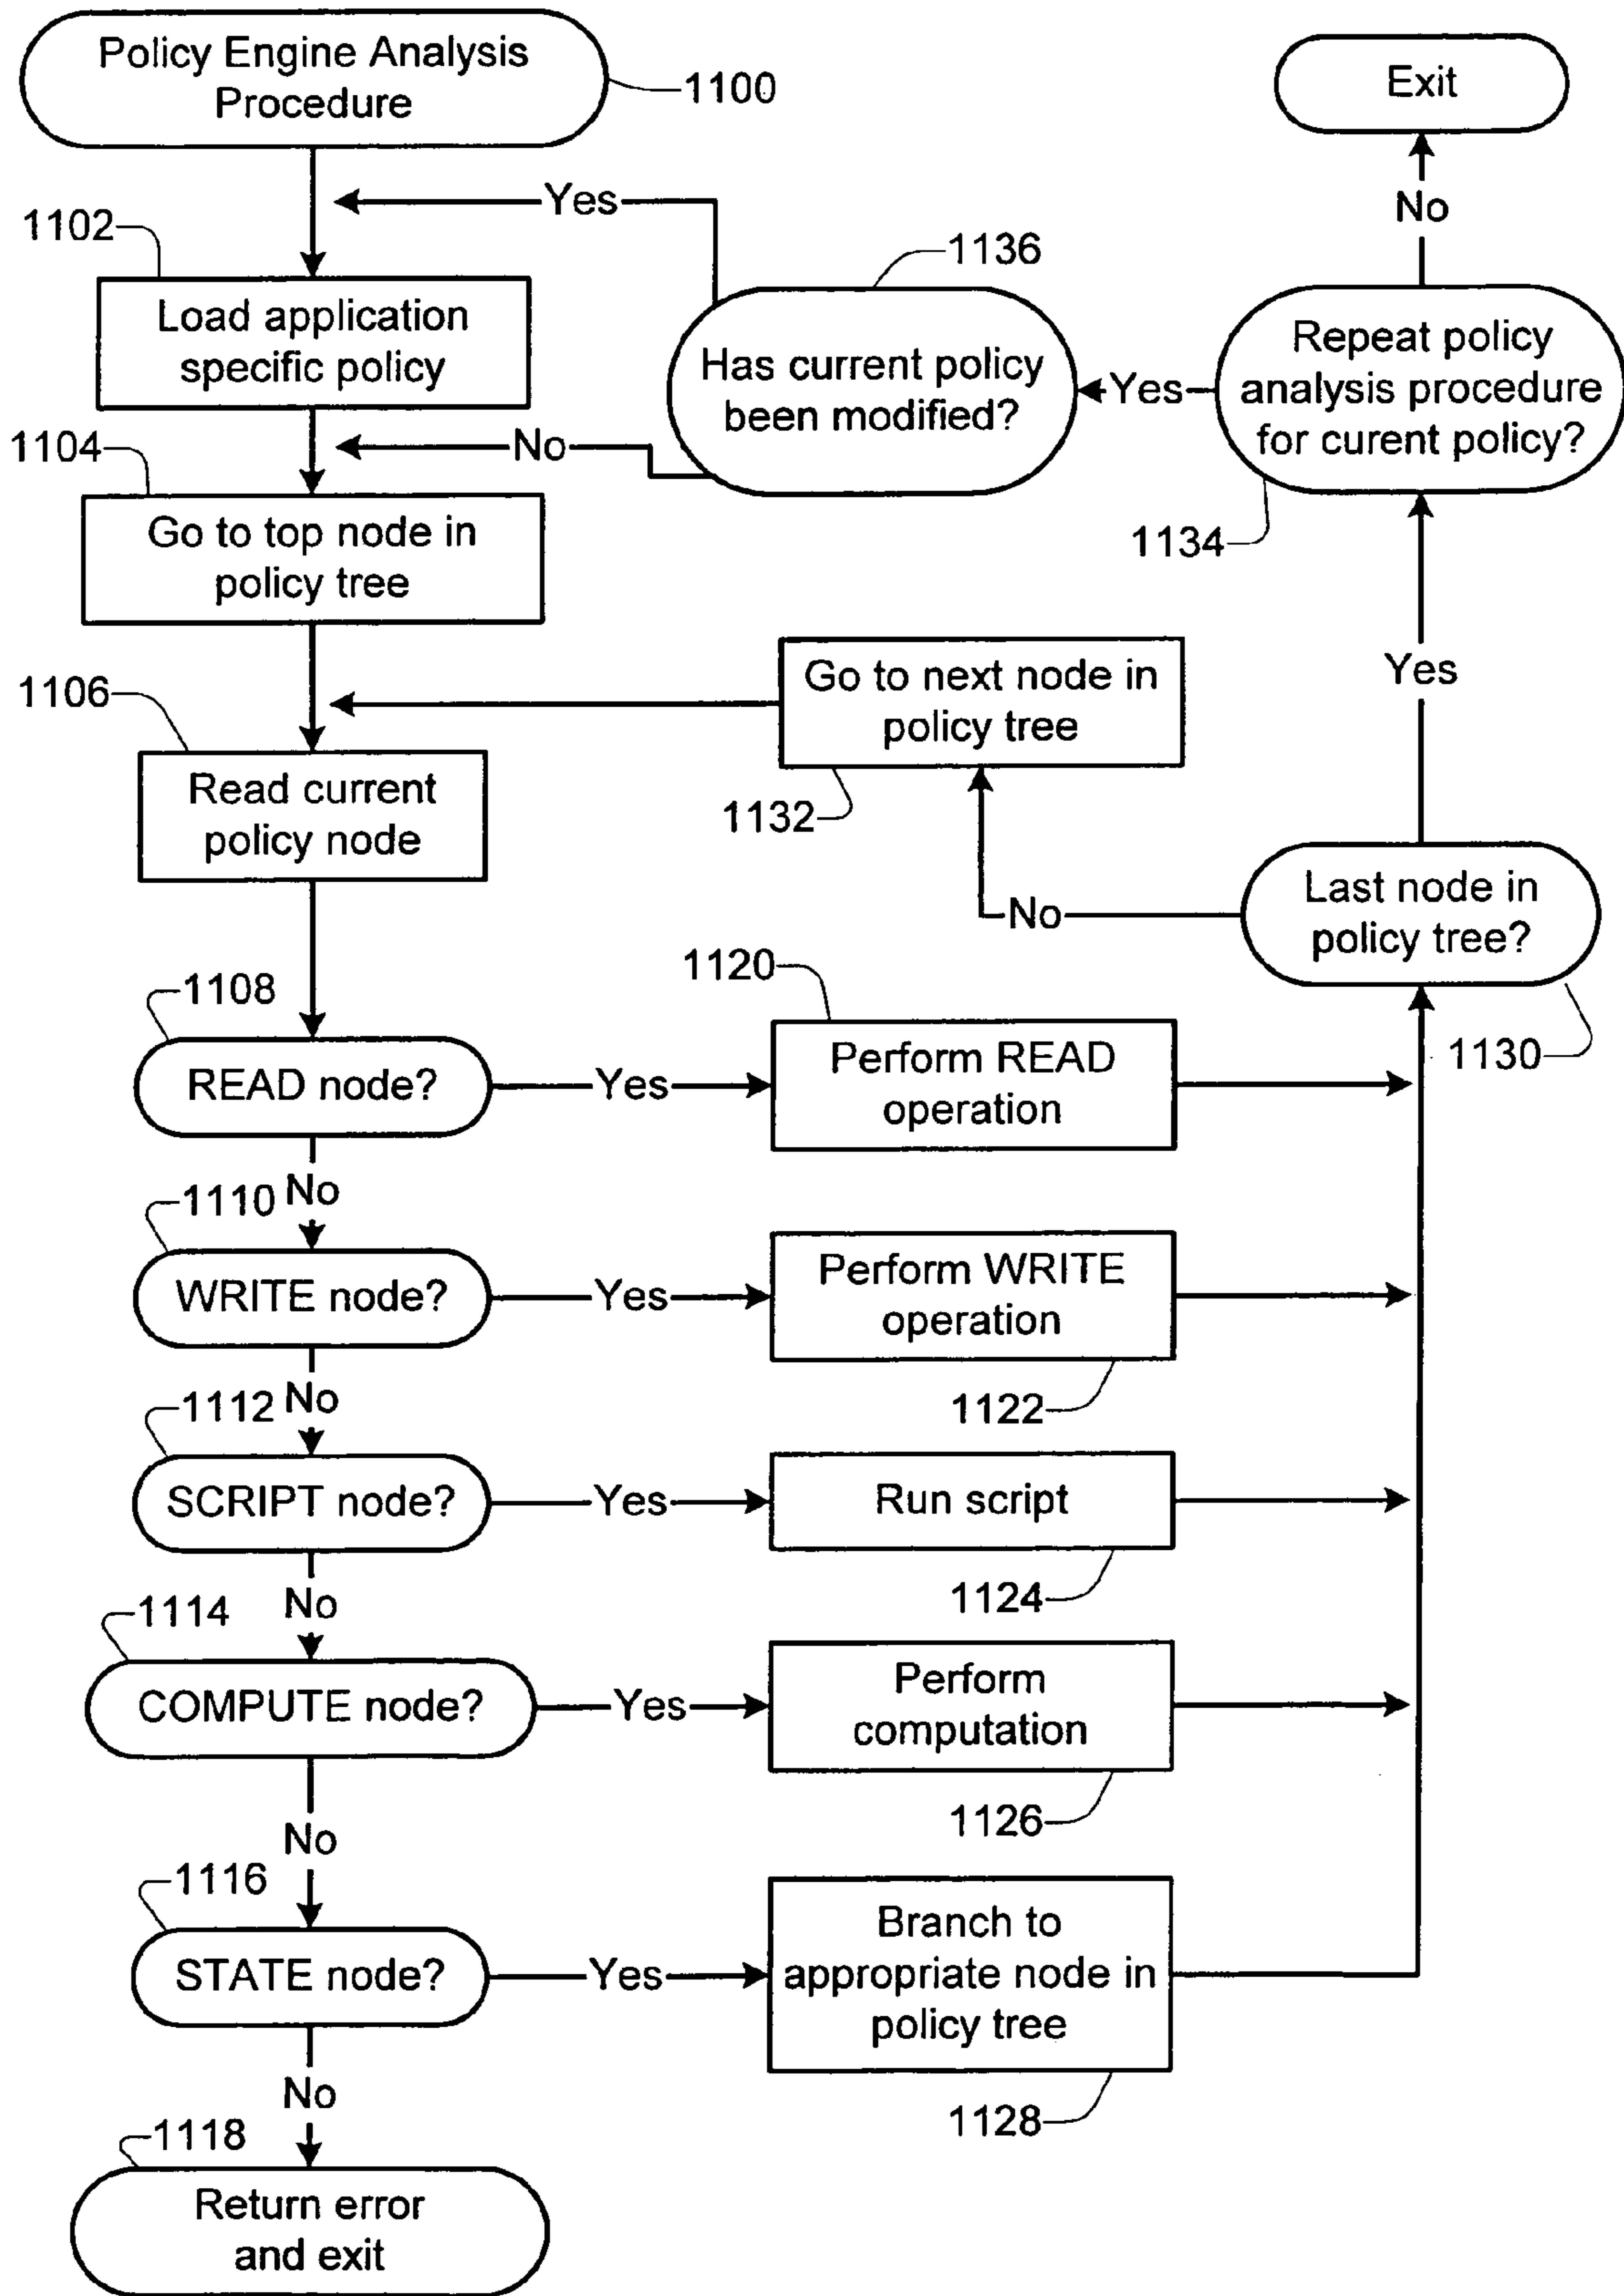 Policy Engine Analysis
Procedure
1100
Exit
Yes
No
1102
1136
Load application
specific policy
Has current policy
been modified?
Yes
Repeat policy
analysis procedure
for curent policy?
No
1104
1134
Go to top node in
policy tree
Go to next node in
policy tree
Yes
1106
1132
Read current
policy node
Last node in
policy tree?
No
1120
1108
1130
READ node?
Yes
Perform READ
operation
No
1110
WRITE node?
Yes
Perform WRITE
operation
No
1112
1122
SCRIPT node?
Yes
Run script
No
1114
1124
COMPUTE node?
Yes
Perform
computation
No
1126
1116
STATE node?
Yes
Branch to
appropriate node in
policy tree
No
1128
1118
Return error
and exit